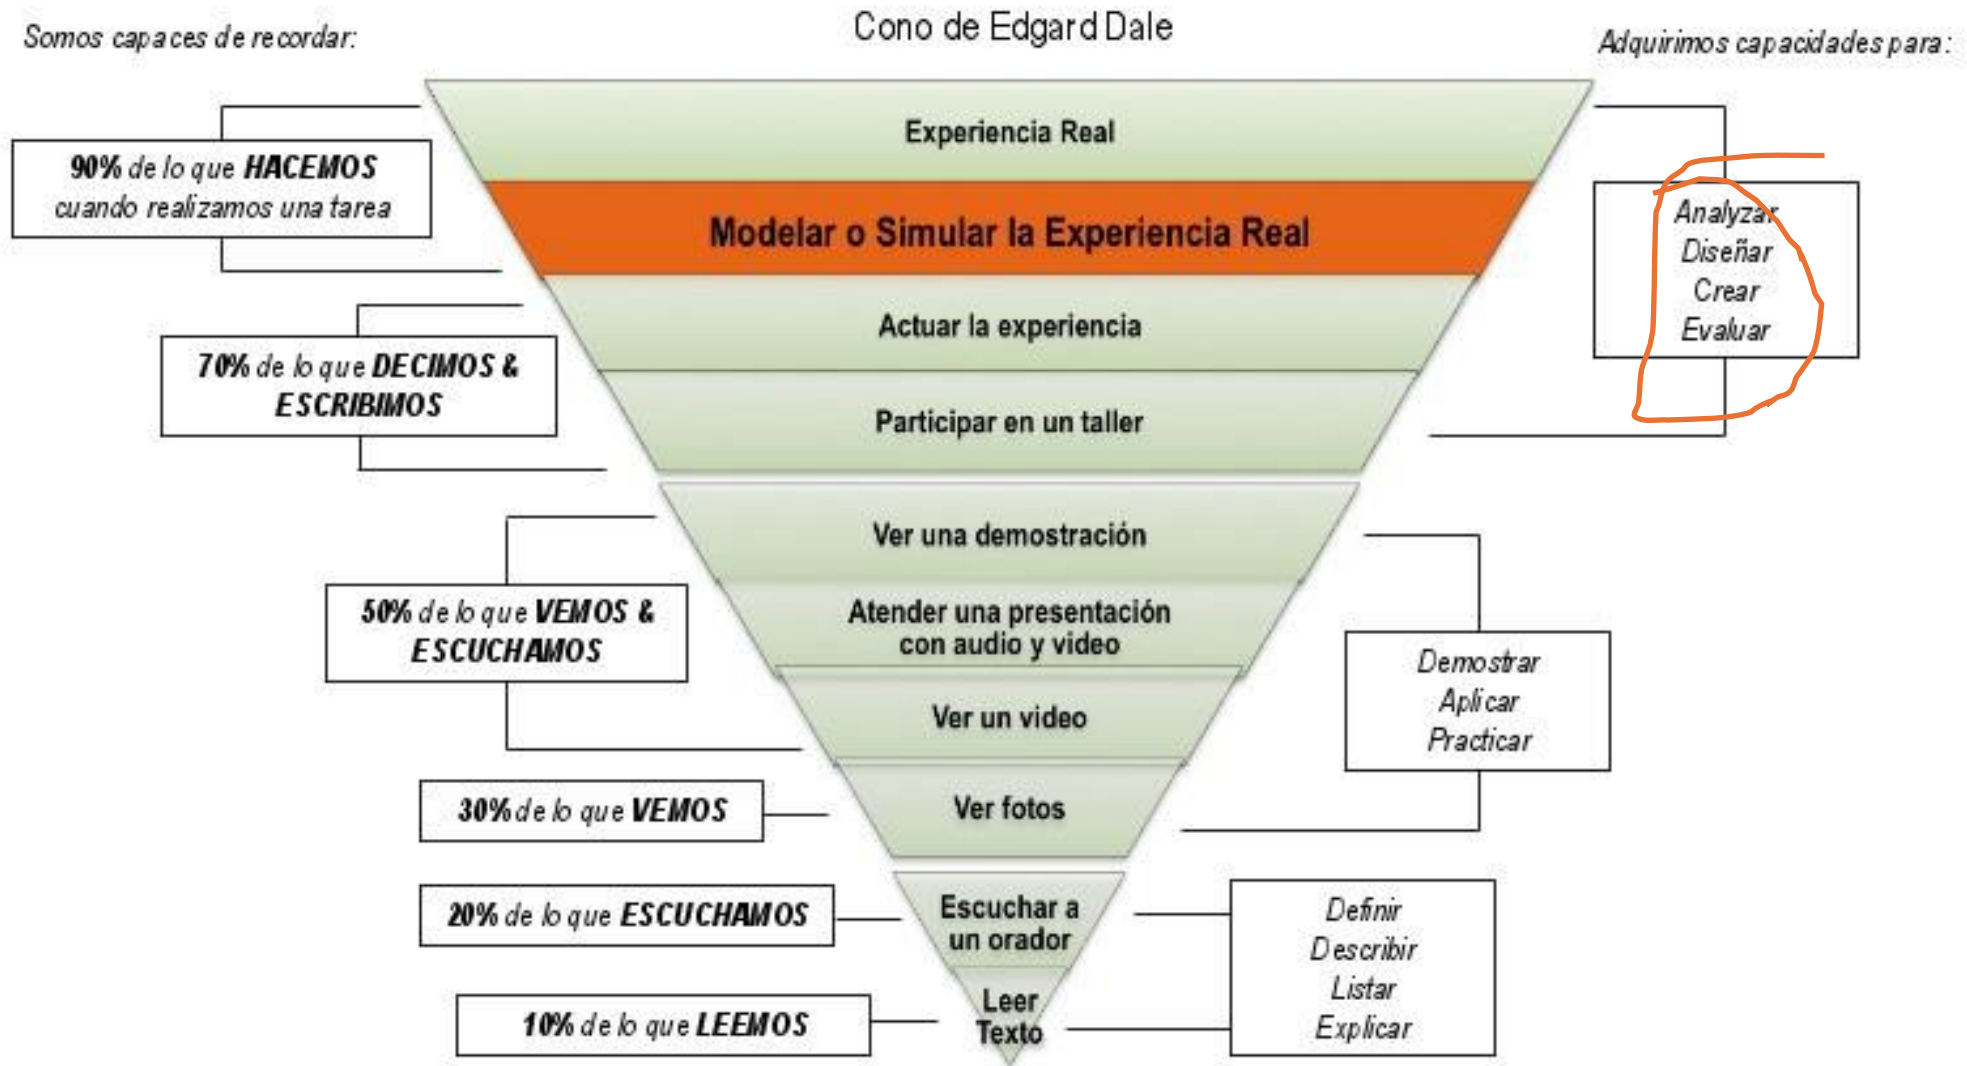 Cono de Edgard Dale
Somos capaces de recordar:
Adquirimos capacidades para:
Experiencia Real
90% de lo que HACEMOS
cuando realizamos una tarea
Modelar o Simular la Experiencia Real
Analyzar
Diseñar
Crear
Evaluar
Actuar la experiencia
70% de lo que DECIMOS &
ESCRIBIMOS
Participar en un taller
Ver una demostración
50% de lo que VEMOS &
ESCUCHAMOS
Atender una presentación
con audio y video
Demostrar
Aplicar
Practicar
Ver un video
30% de lo que VEMOS
Ver fotos
20% de lo que ESCUCHAMOS
Escuchar a
un orador
Definir
Describir
Listar
Explicar
10% de lo que LEEMOS
Leer
Texto